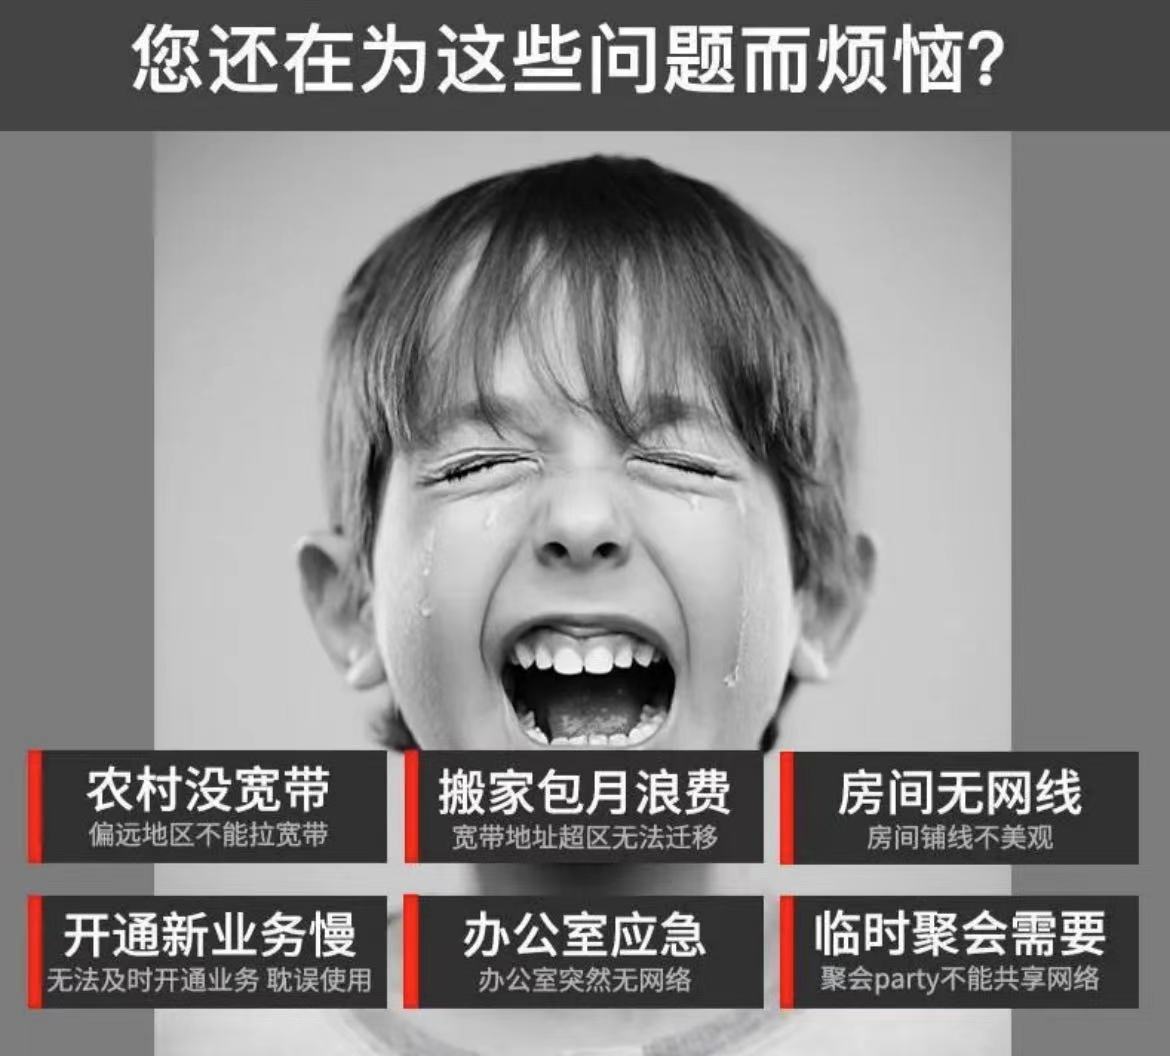 您还在为这些问题而烦恼?
农村没宽带
偏远地区不能拉宽带
搬家包月浪费
宽带地址超区无法迁移
房间无网线
房间铺线不美观
开通新业务慢
无法及时开通业务 耽误使用
办公室应急
办公室突然无网络
临时聚会需要
聚会party不能共享网络